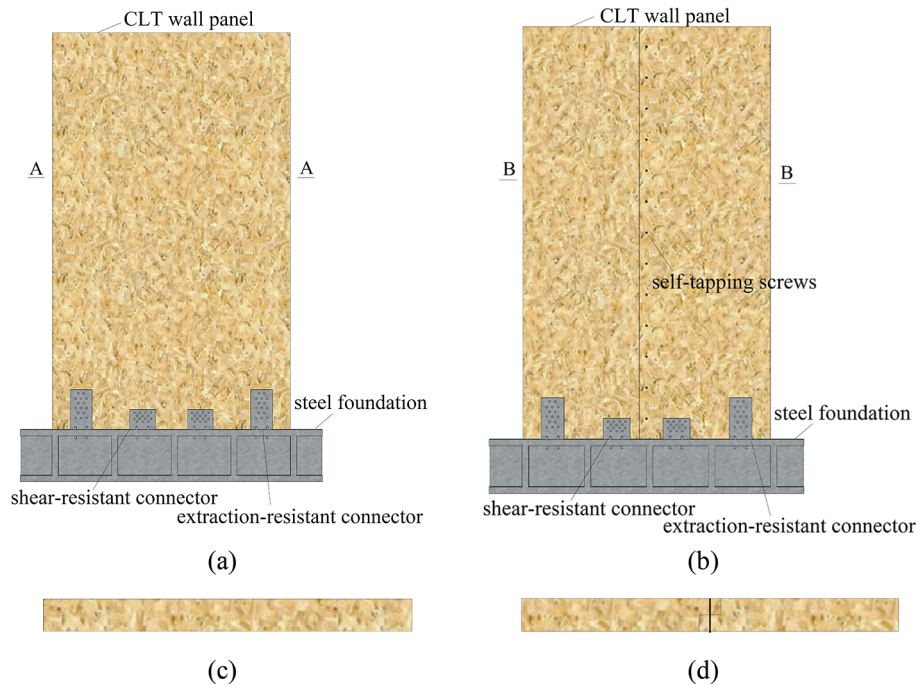 CLT wall panel
A
A
steel foundation
shear-resistant connector
extraction-resistant connector
(a)
CLT wall panel
B
B
self-tapping screws
steel foundation
shear-resistant connector
extraction-resistant connector
(b)
(c)
(d)